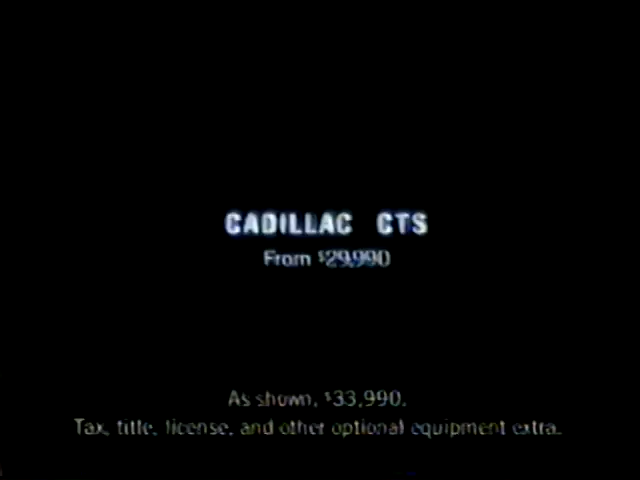 CADILLAC CTS
From $29,990
As shown, $33,990.
Tax, title, license, and other optional equipment extra.